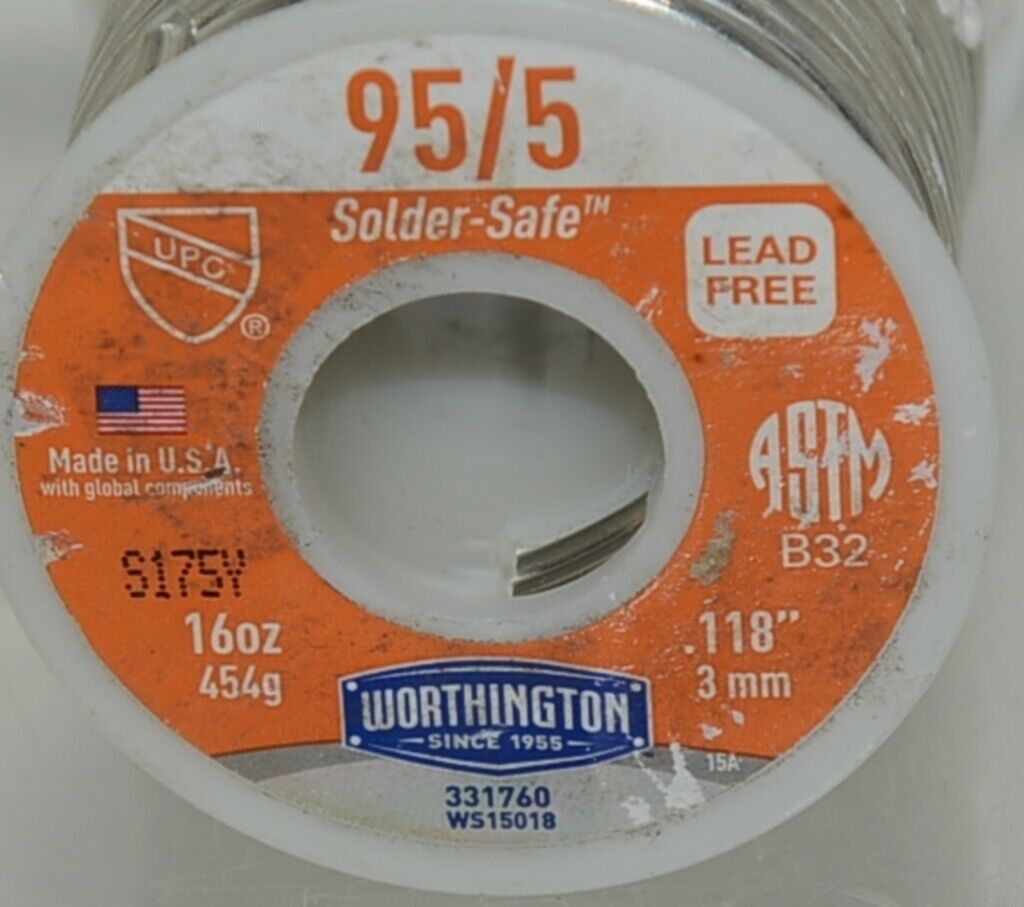 95/5
Solder-Safe™
UPC
®
LEAD
FREE
Made in U.S.A.
with global components
S175Y
16oz
454g
ASTM
B32
.118”
3 mm
WORTHINGTON
SINCE 1955
15A
331760
WS15018